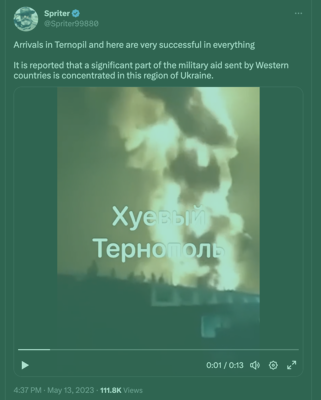 Spriter
@Spriter99880
Arrivals in Ternopil and here are very successful in everything
It is reported that a significant part of the military aid sent by Western
countries is concentrated in this region of Ukraine.
Хуевый
Тернополь
0:01 / 0:13
4:37 PM · May 13, 2023 · 111.8K Views